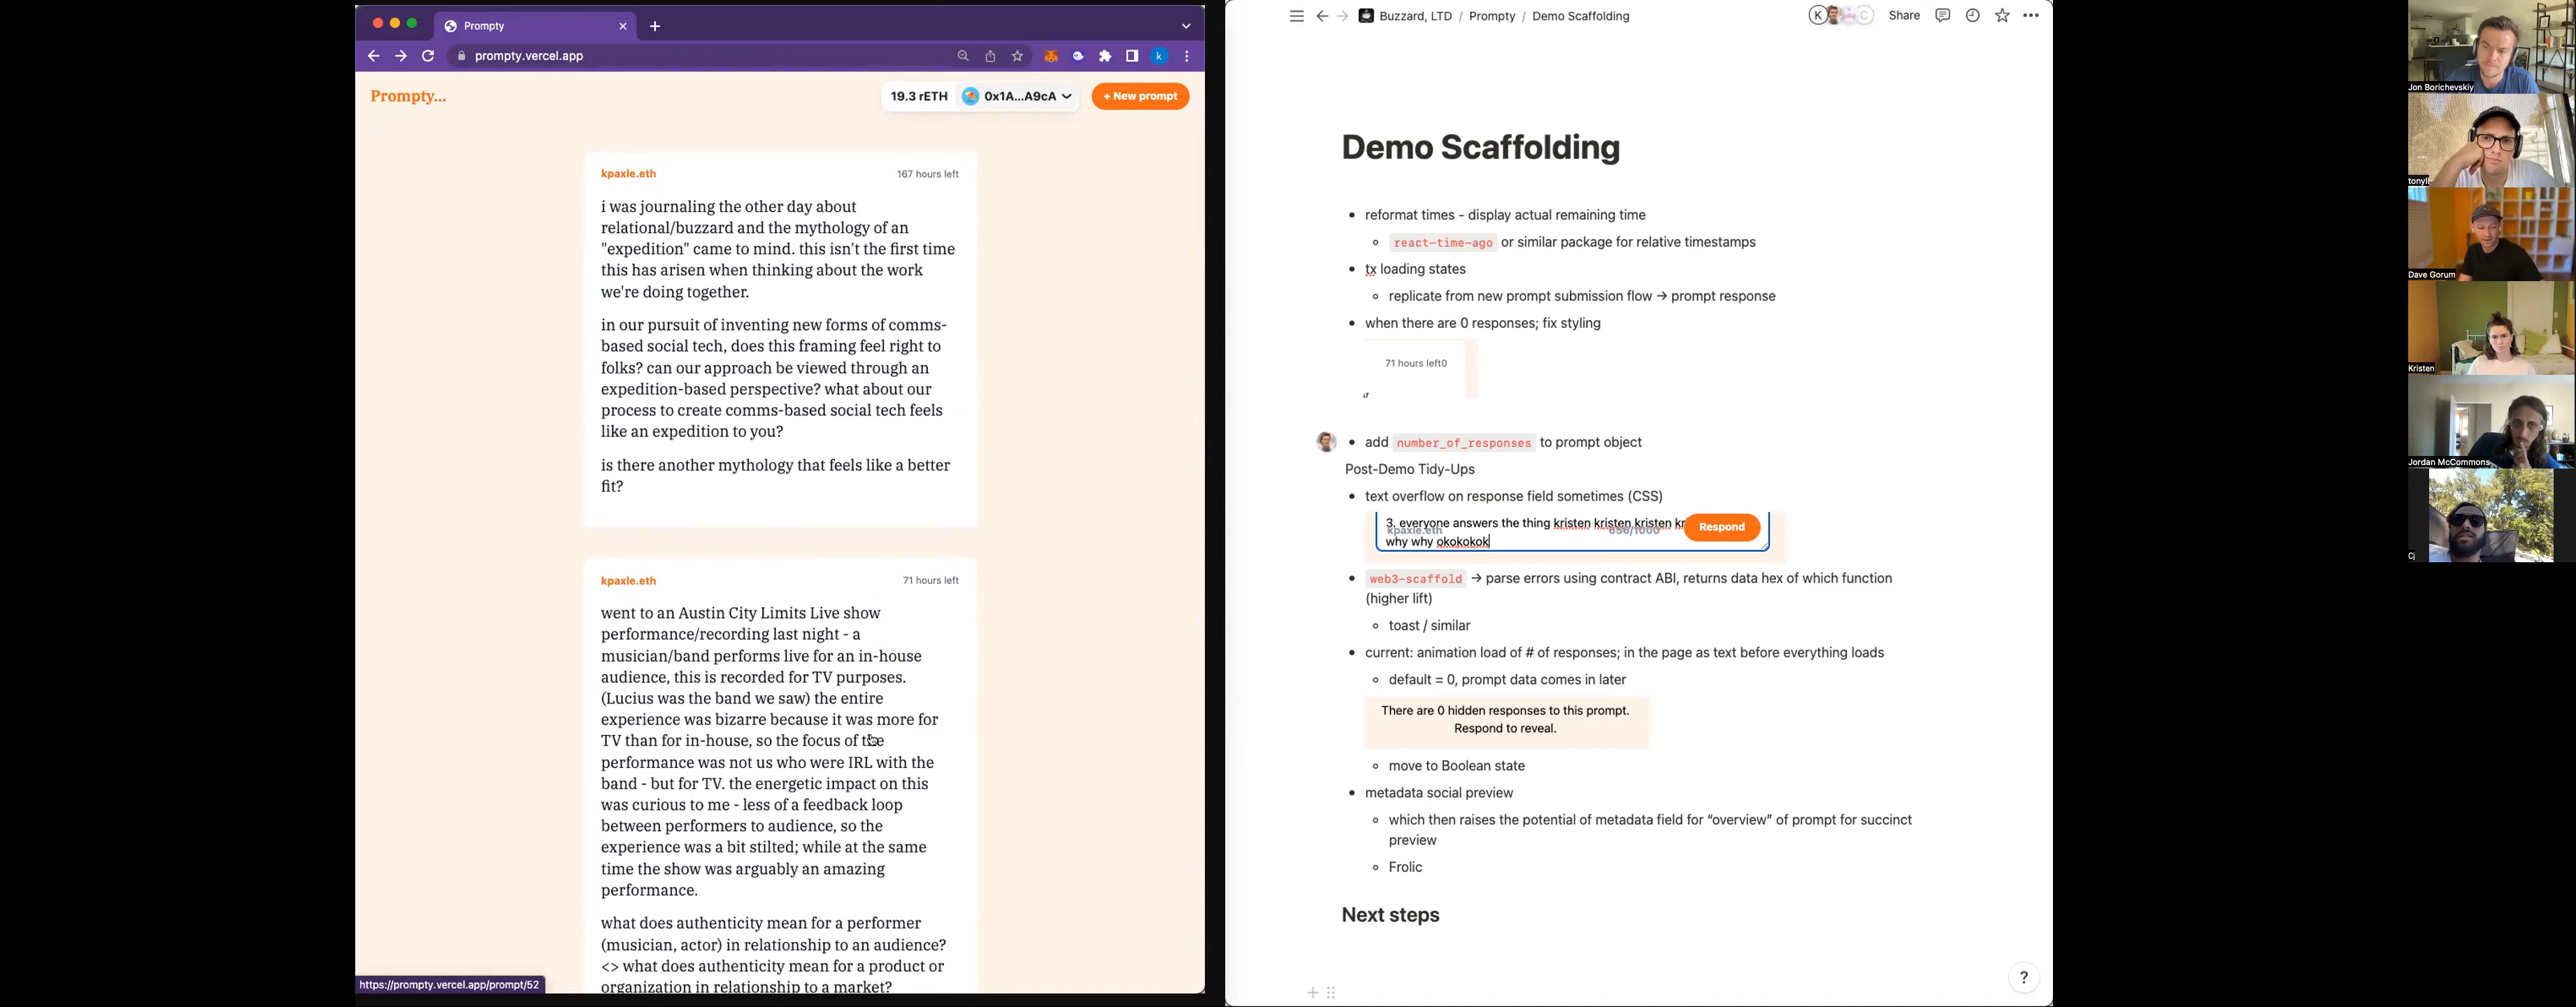 Prompty
prompty.vercel.app
k
Prompty...
19.3 rETH
0x1A...A9cA
+ New prompt
kpaxle.eth
167 hours left
i was journaling the other day about
relational/buzzard and the mythology of an
"expedition" came to mind. this isn't the first time
this has arisen when thinking about the work
we're doing together.
in our pursuit of inventing new forms of comms-
based social tech, does this framing feel right to
folks? can our approach be viewed through an
expedition-based perspective? what about our
process to create comms-based social tech feels
like an expedition to you?
is there another mythology that feels like a better
fit?
kpaxle.eth
71 hours left
went to an Austin City Limits Live show
performance/recording last night - a
musician/band performs live for an in-house
audience, this is recorded for TV purposes.
(Lucius was the band we saw) the entire
experience was bizarre because it was more for
TV than for in-house, so the focus of the
performance was not us who were IRL with the
band - but for TV. the energetic impact on this
was curious to me - less of a feedback loop
between performers to audience, so the
experience was a bit stilted; while at the same
time the show was arguably an amazing
performance.
what does authenticity mean for a performer
(musician, actor) in relationship to an audience?
<> what does authenticity mean for a product or
organization in relationship to a market?
https://prompty.vercel.app/prompt/52
Buzzard, LTD / Prompty / Demo Scaffolding
K
C
Share
Demo Scaffolding
• reformat times - display actual remaining time
◦ react-time-ago or similar package for relative timestamps
• tx loading states
◦ replicate from new prompt submission flow → prompt response
• when there are 0 responses; fix styling
71 hours left0
• add number_of_responses to prompt object
Post-Demo Tidy-Ups
• text overflow on response field sometimes (CSS)
3. everyone answers the thing kristen kristen kristen kri
kpaxle.eth
Respond
why why okokokok
• web3-scaffold → parse errors using contract ABI, returns data hex of which function
(higher lift)
◦ toast / similar
• current: animation load of # of responses; in the page as text before everything loads
◦ default = 0, prompt data comes in later
There are 0 hidden responses to this prompt.
Respond to reveal.
◦ move to Boolean state
• metadata social preview
◦ which then raises the potential of metadata field for “overview” of prompt for succinct
preview
◦ Frolic
Next steps
?
Jon Borichevskiy
tonyll
Dave Gorum
Kristen
Jordan McCommons
Cj